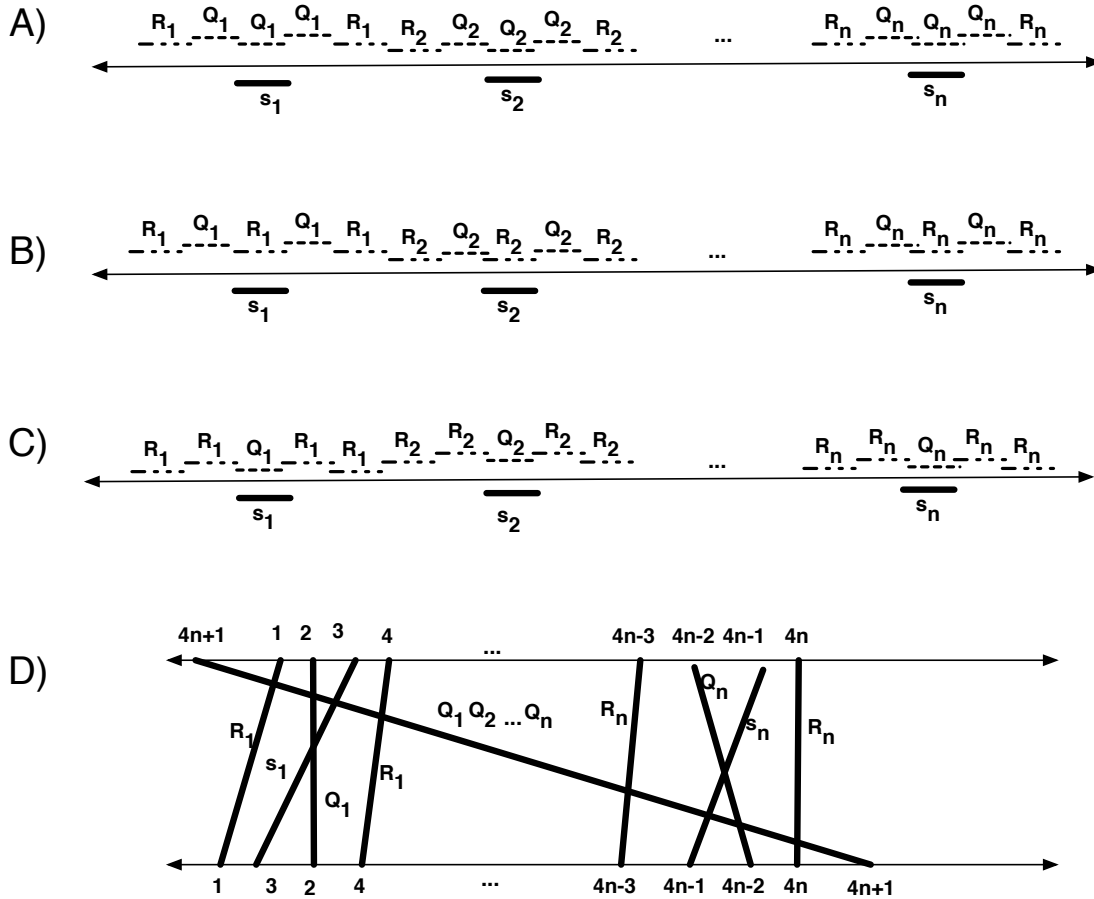 A) R1 Q1 Q1 Q1 R1 R2 Q2 Q2 Q2 R2 ... Rn Qn Qn Qn Rn
s1 s2 sn
B) R1 Q1 R1 Q1 R1 R2 Q2 R2 Q2 R2 ... Rn Qn Rn Qn Rn
s1 s2 sn
C) R1 R1 Q1 R1 R1 R2 R2 Q2 R2 R2 ... Rn Rn Qn Rn Rn
s1 s2 sn
4n+1 1 2 3 4 ... 4n-3 4n-2 4n-1 4n
D) R1 s1 Q1 R1 Q1 Q2 ... Qn Rn Qn sn Rn
1 3 2 4 ... 4n-3 4n-1 4n-2 4n 4n+1